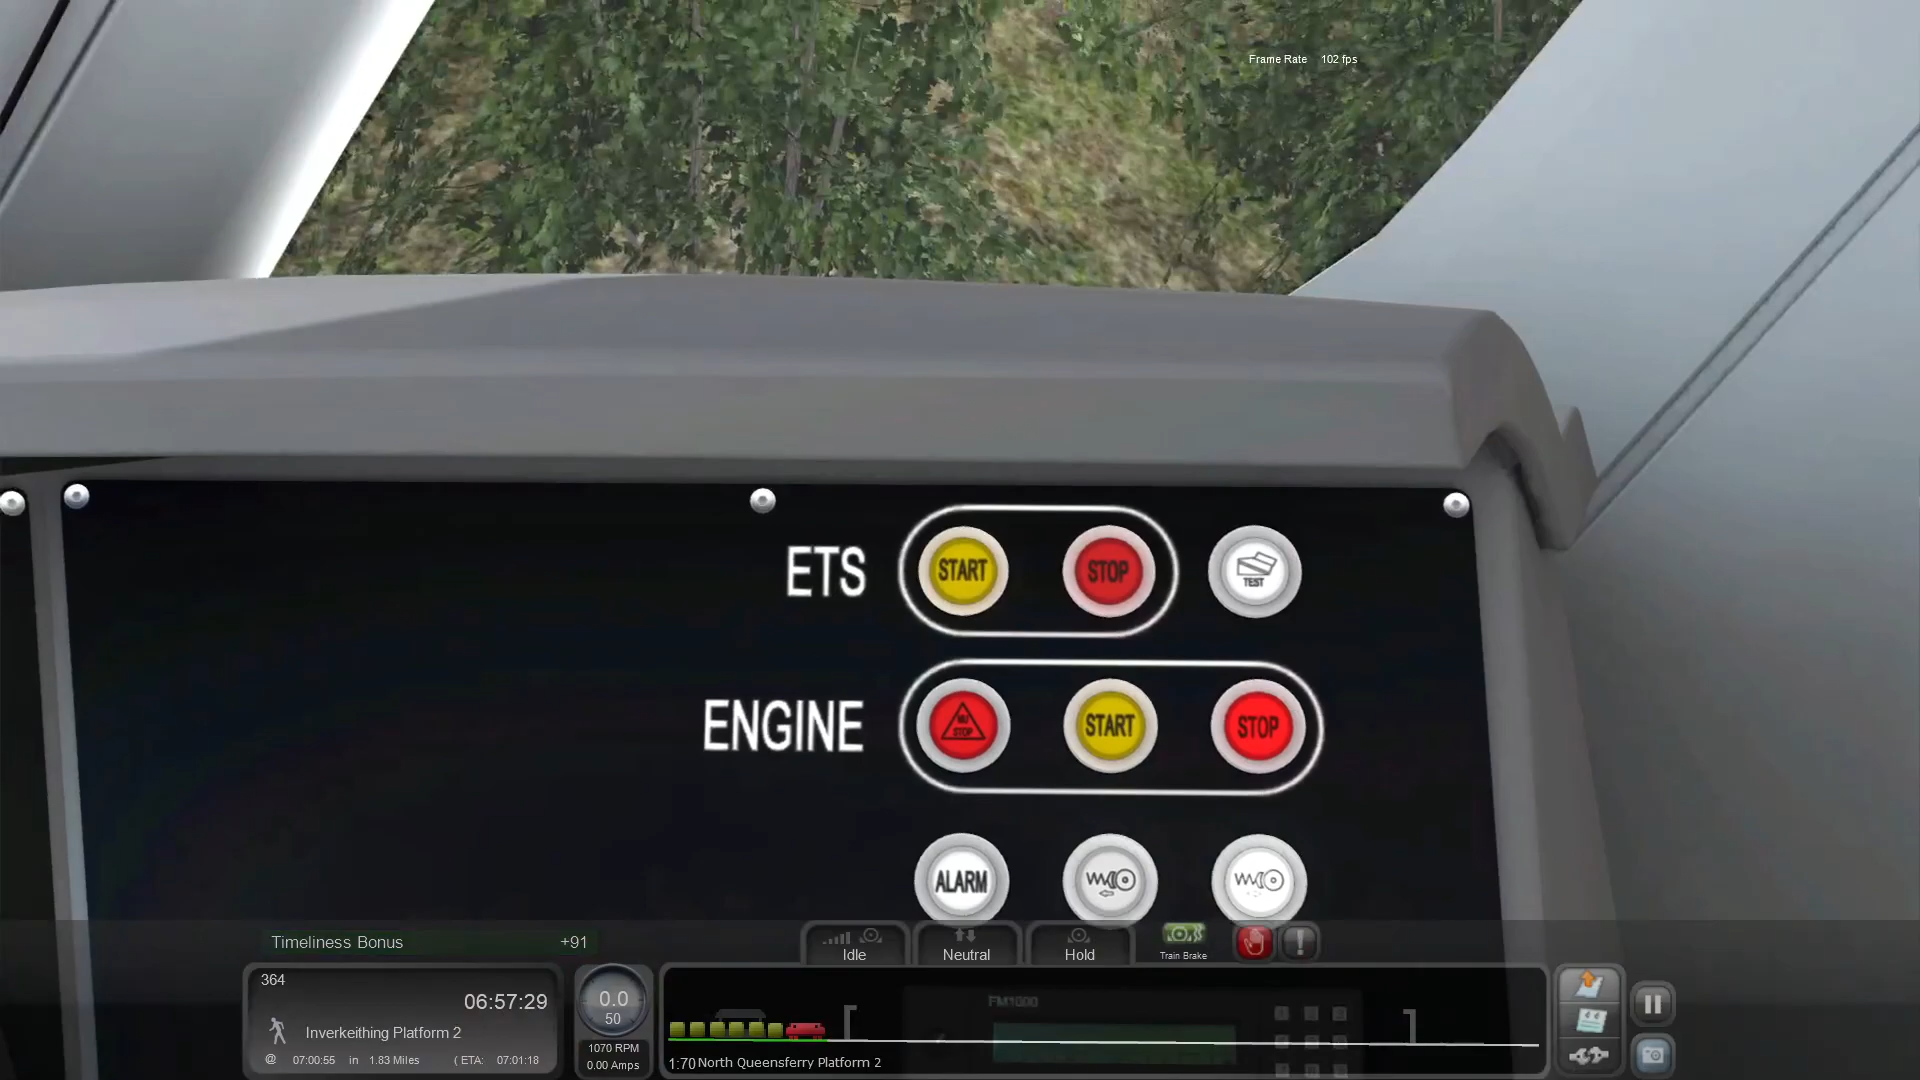 Frame Rate 102 fps
ETS START STOP TEST
ENGINE MU STOP START STOP
ALARM
Timeliness Bonus +91
Idle
Neutral
Hold
Train Brake
364
06:57:29
Inverkeithing Platform 2
@ 07:00:55 in 1.83 Miles ( ETA: 07:01:18
0.0
50
1070 RPM
0.00 Amps
FM1000
1:70 North Queensferry Platform 2